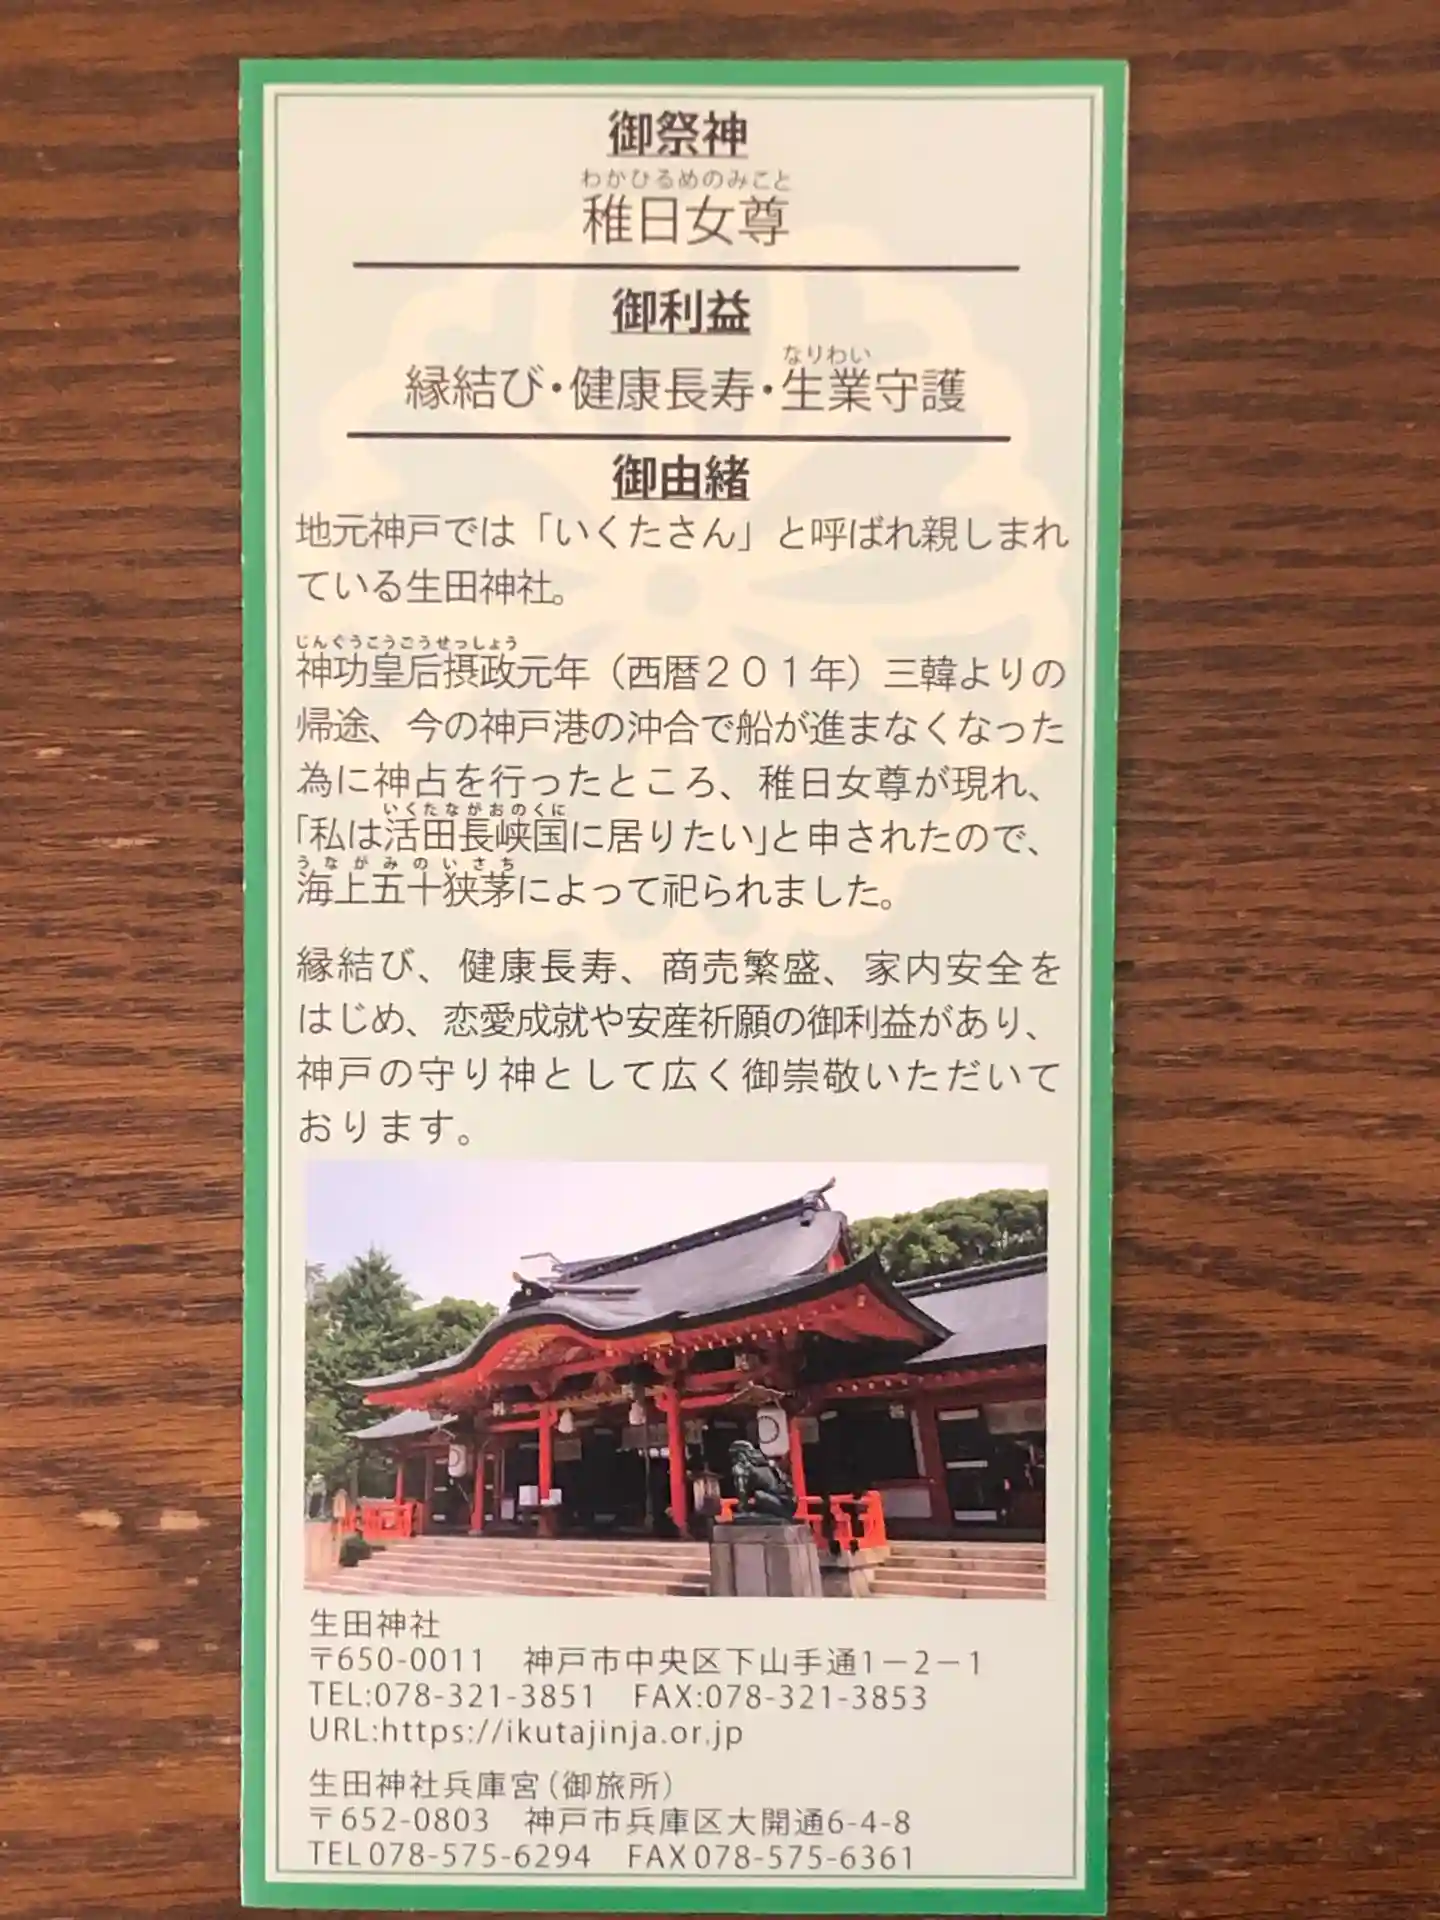 御祭神
わかひるめのみこと
稚日女尊
御利益
なりわい
縁結び・健康長寿・生業守護
御由緒
地元神戸では「いくたさん」と呼ばれ親しまれ
ている生田神社。
じんぐうこうごうせっしょう
神功皇后摂政元年（西暦２０１年）三韓よりの
帰途、今の神戸港の沖合で船が進まなくなった
為に神占を行ったところ、稚日女尊が現れ、
いくたながおのくに
「私は活田長峡国に居りたい」と申されたので、
うながみのいさち
海上五十狭茅によって祀られました。
縁結び、健康長寿、商売繁盛、家内安全を
はじめ、恋愛成就や安産祈願の御利益があり、
神戸の守り神として広く御崇敬いただいて
おります。
生田神社
〒650-0011　神戸市中央区下山手通1－2－1
TEL:078-321-3851　FAX:078-321-3853
URL:https://ikutajinja.or.jp
生田神社兵庫宮（御旅所）
〒652-0803　神戸市兵庫区大開通6-4-8
TEL078-575-6294　FAX078-575-6361